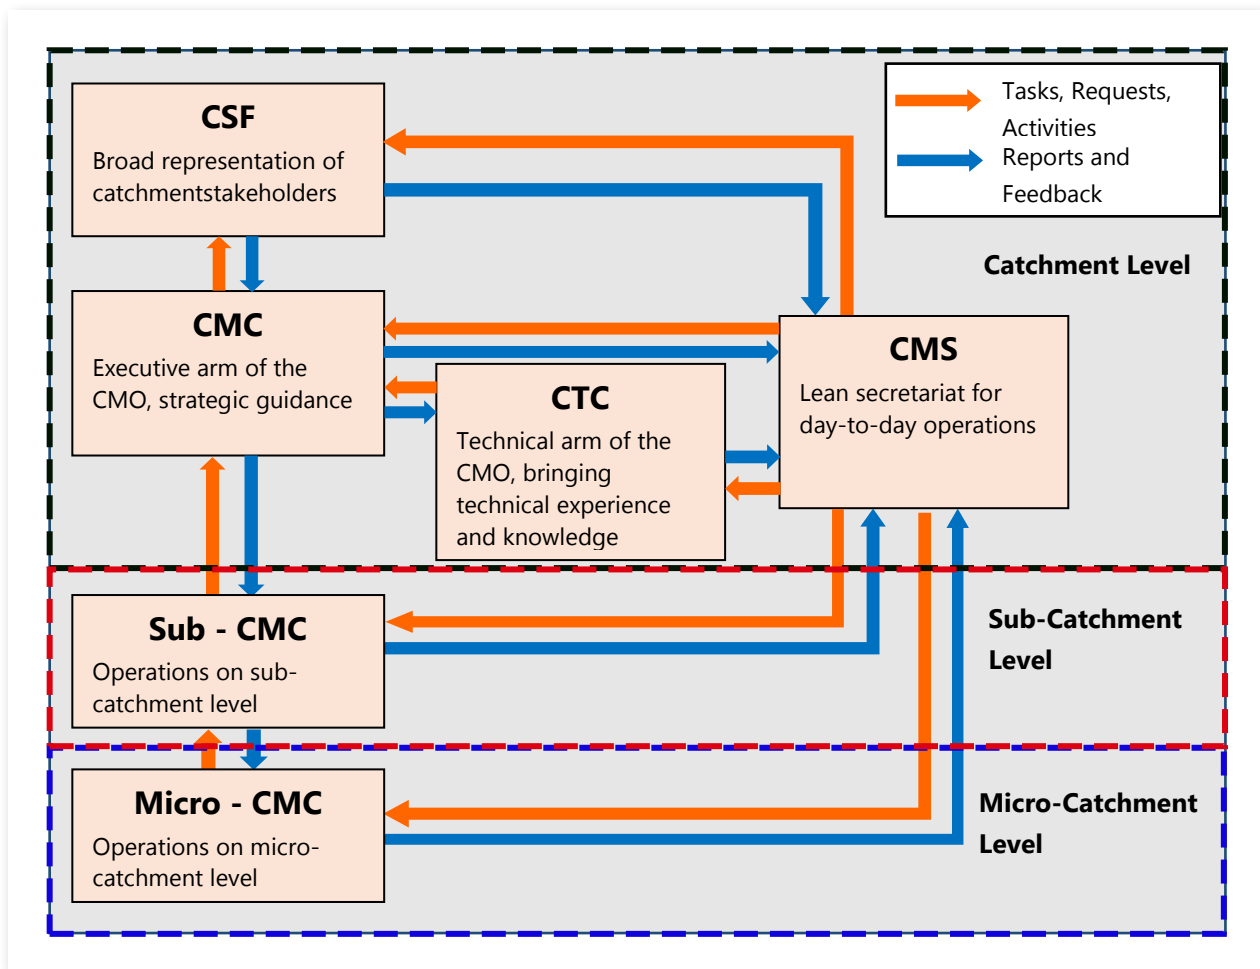 CSF
Broad representation of
catchmentstakeholders
Tasks, Requests,
Activities
Reports and
Feedback
Catchment Level
CMC
Executive arm of the
CMO, strategic guidance
CMS
Lean secretariat for
day-to-day operations
CTC
Technical arm of the
CMO, bringing
technical experience
and knowledge
Sub - CMC
Operations on sub-
catchment level
Sub-Catchment
Level
Micro - CMC
Operations on micro-
catchment level
Micro-Catchment
Level